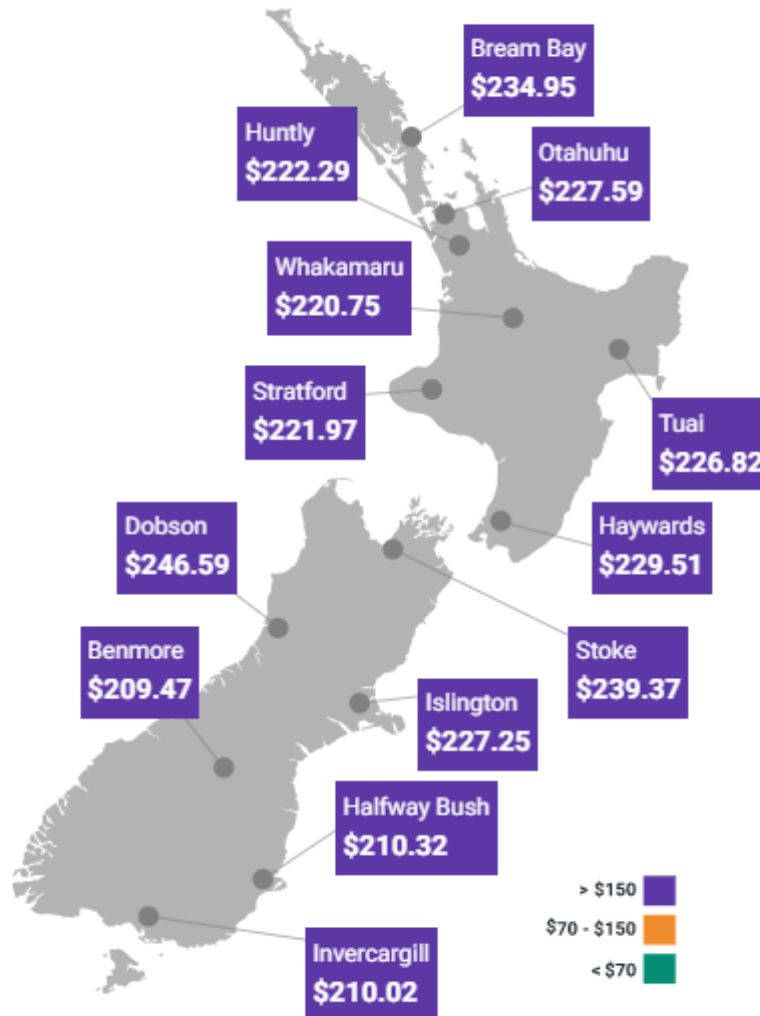 Bream Bay
$234.95
Huntly
$222.29
Otahuhu
$227.59
Whakamaru
$220.75
Stratford
$221.97
Tuai
$226.82
Dobson
$246.59
Haywards
$229.51
Benmore
$209.47
Stoke
$239.37
Islington
$227.25
Halfway Bush
$210.32
Invercargill
$210.02
> $150
$70 - $150
< $70